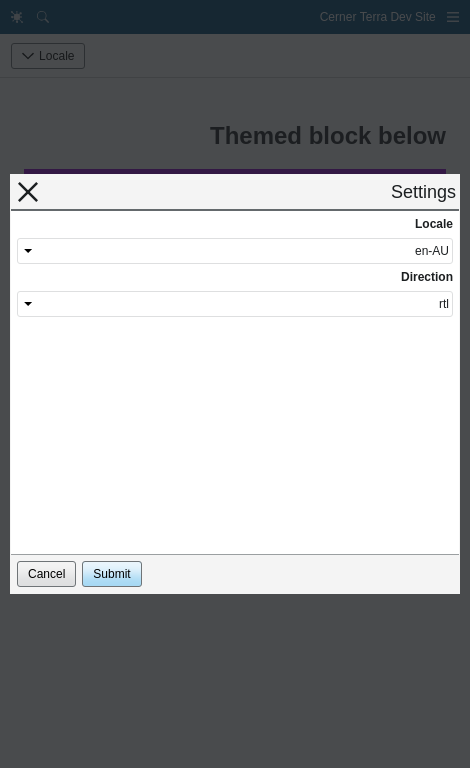 Cerner Terra Dev Site
Locale
Themed block below
Settings
Locale
en-AU
Direction
rtl
Cancel
Submit